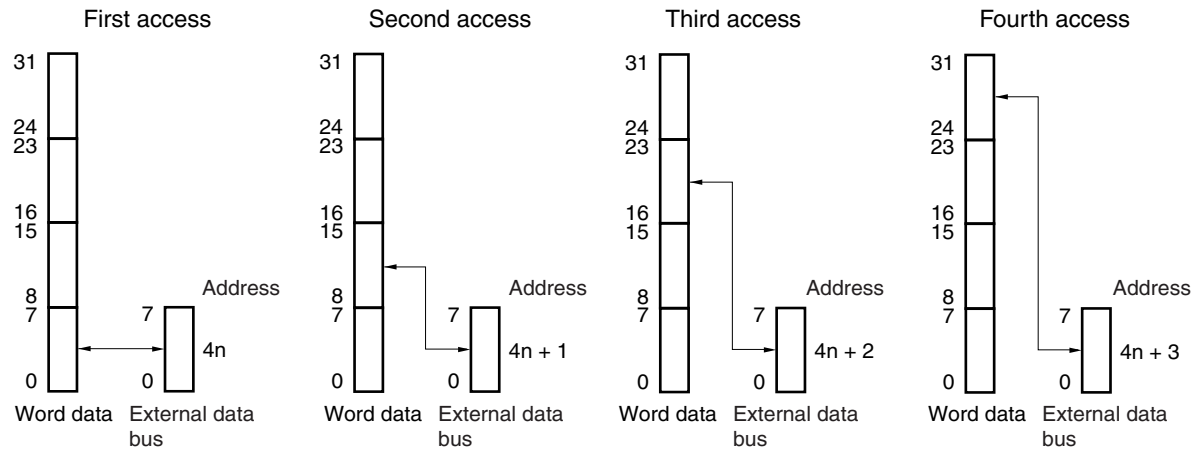 First access
Second access
Third access
Fourth access
31
24
23
16
15
8
7
0
Address
7
4n
0
Word data
External data
bus
31
24
23
16
15
8
7
0
Address
7
4n + 1
0
Word data
External data
bus
31
24
23
16
15
8
7
0
Address
7
4n + 2
0
Word data
External data
bus
31
24
23
16
15
8
7
0
Address
7
4n + 3
0
Word data
External data
bus